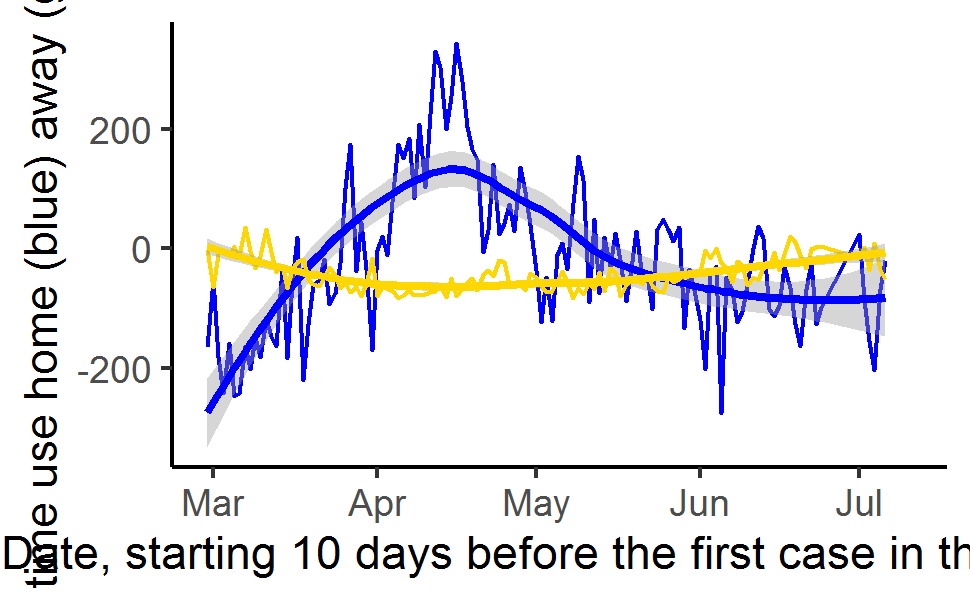 time use home (blue) away (
200
0
-200
Mar Apr May Jun Jul
Date, starting 10 days before the first case in th